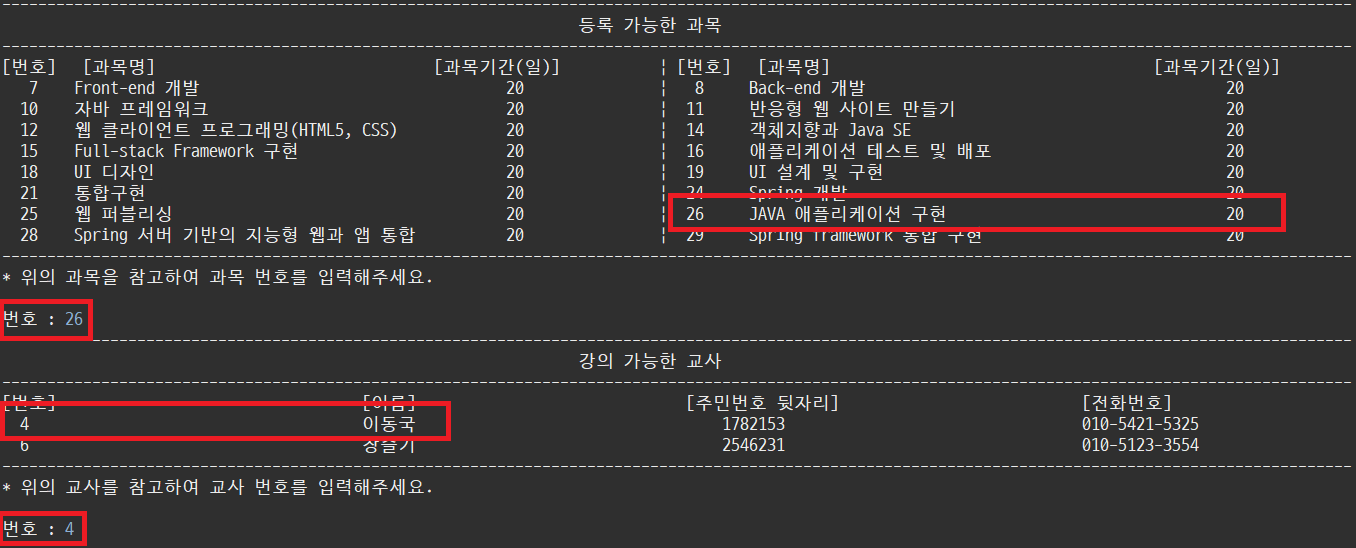 등록 가능한 과목
[번호] [과목명] [과목기간(일)] ¦ [번호] [과목명] [과목기간(일)]
7 Front-end 개발 20 ¦ 8 Back-end 개발 20
10 자바 프레임워크 20 ¦ 11 반응형 웹 사이트 만들기 20
12 웹 클라이언트 프로그래밍(HTML5, CSS) 20 ¦ 14 객체지향과 Java SE 20
15 Full-stack Framework 구현 20 ¦ 16 애플리케이션 테스트 및 배포 20
18 UI 디자인 20 ¦ 19 UI 설계 및 구현 20
21 통합구현 20 ¦ 24 Spring 개발 20
25 웹 퍼블리싱 20 ¦ 26 JAVA 애플리케이션 구현 20
28 Spring 서버 기반의 지능형 웹과 앱 통합 20 ¦ 29 Spring framework 통합 구현 20
* 위의 과목을 참고하여 과목 번호를 입력해주세요.
번호 : 26
강의 가능한 교사
[번호] [이름] [주민번호 뒷자리] [전화번호]
4 이동국 1782153 010-5421-5325
6 장슬기 2546231 010-5123-3554
* 위의 교사를 참고하여 교사 번호를 입력해주세요.
번호 : 4